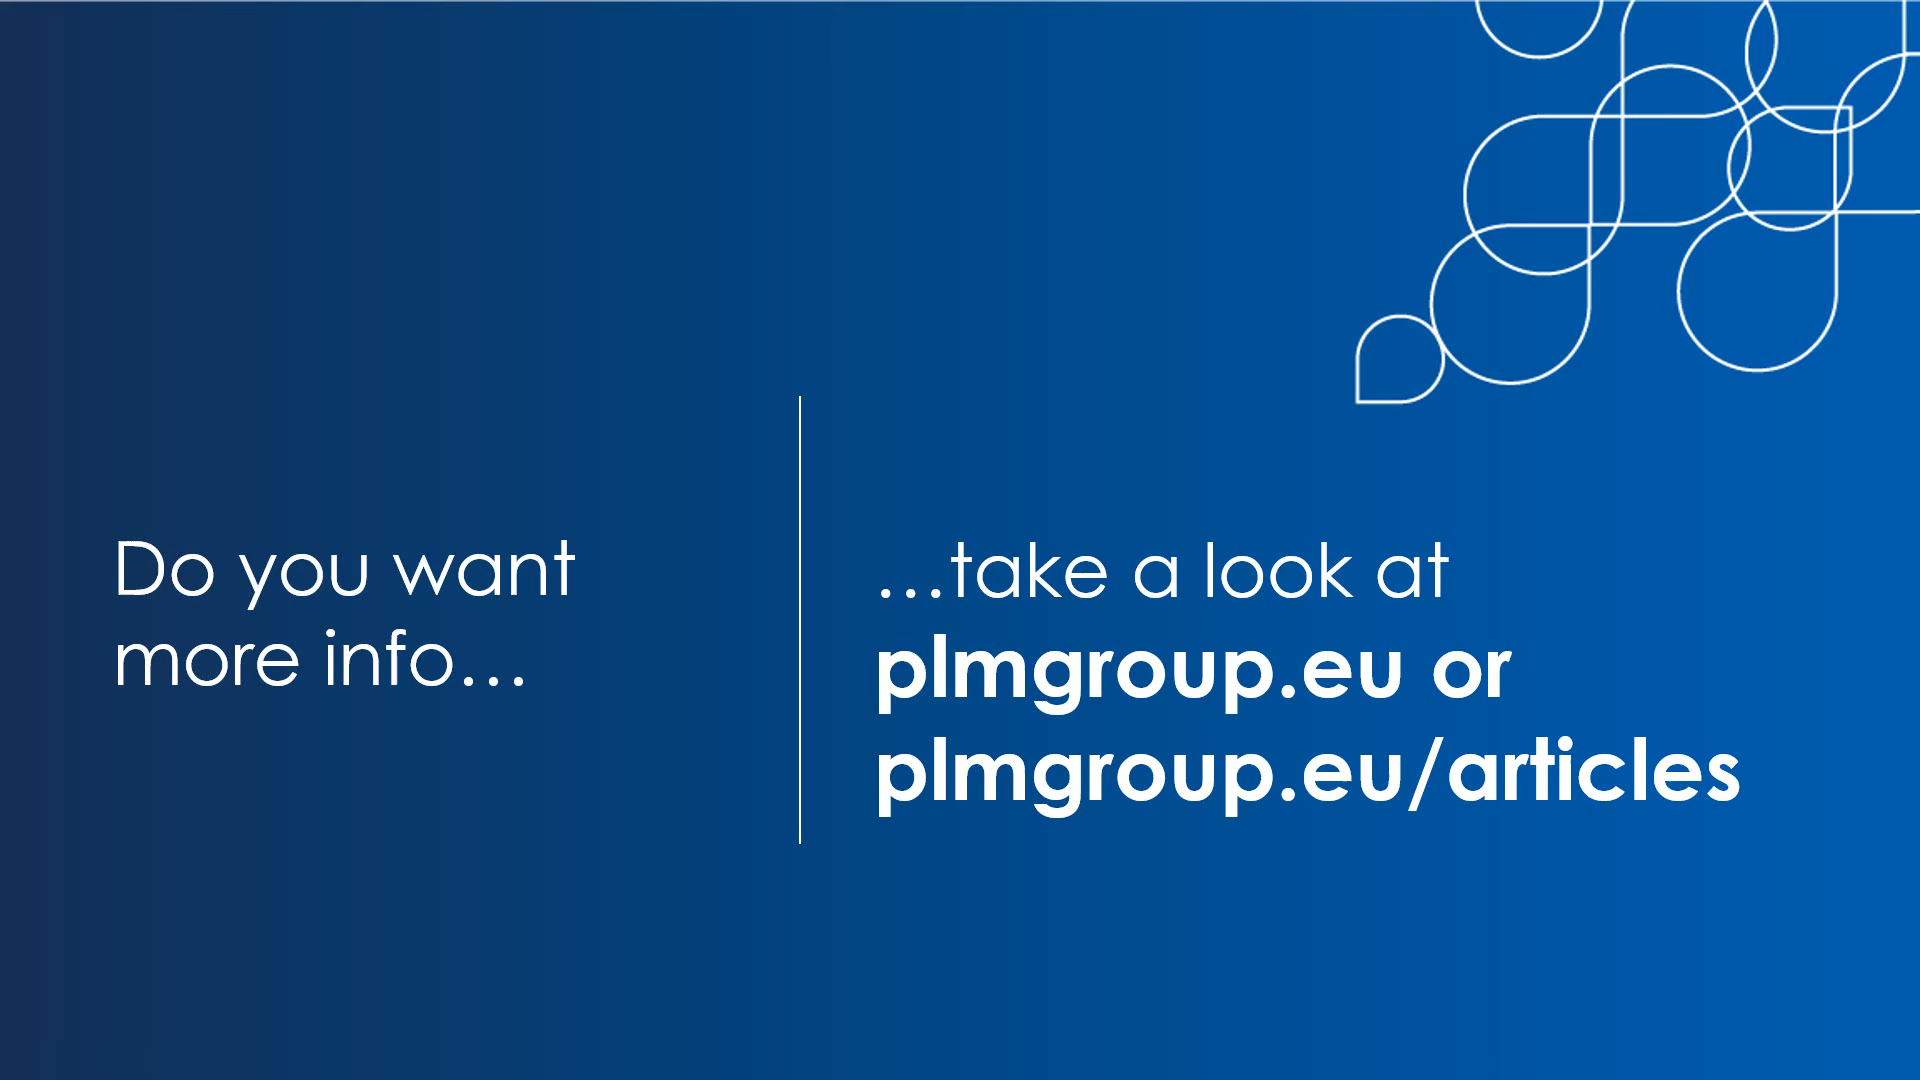 Do you want
more info…
…take a look at
plmgroup.eu or
plmgroup.eu/articles